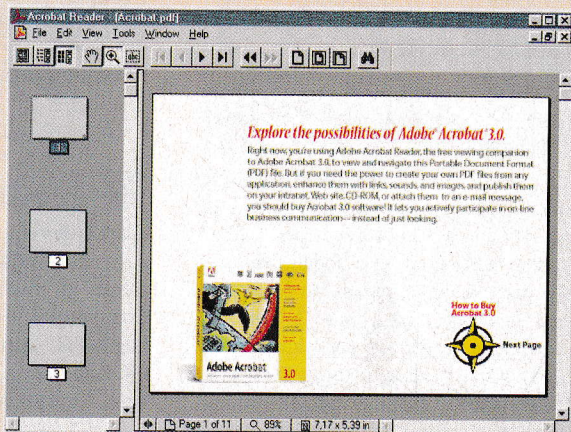 Acrobat Reader - [Acrobat.pdf]
File Edit View Tools Window Help
abc
1
2
3
Explore the possibilities of Adobe® Acrobat® 3.0.
Right now, you're using Adobe Acrobat Reader, the free viewing companion
to Adobe Acrobat 3.0, to view and navigate this Portable Document Format
(PDF) file. But if you need the power to create your own PDF files from any
application, enhance them with links, sounds, and images, and publish them
on your intranet, Web site, CD-ROM, or attach them to an e-mail message,
you should buy Acrobat 3.0 software! It lets you actively participate in on-line
business communication—instead of just looking.
Adobe Acrobat
3.0
How to Buy
Acrobat 3.0
Next Page
Page 1 of 11
89%
7,17 x 5,39 in